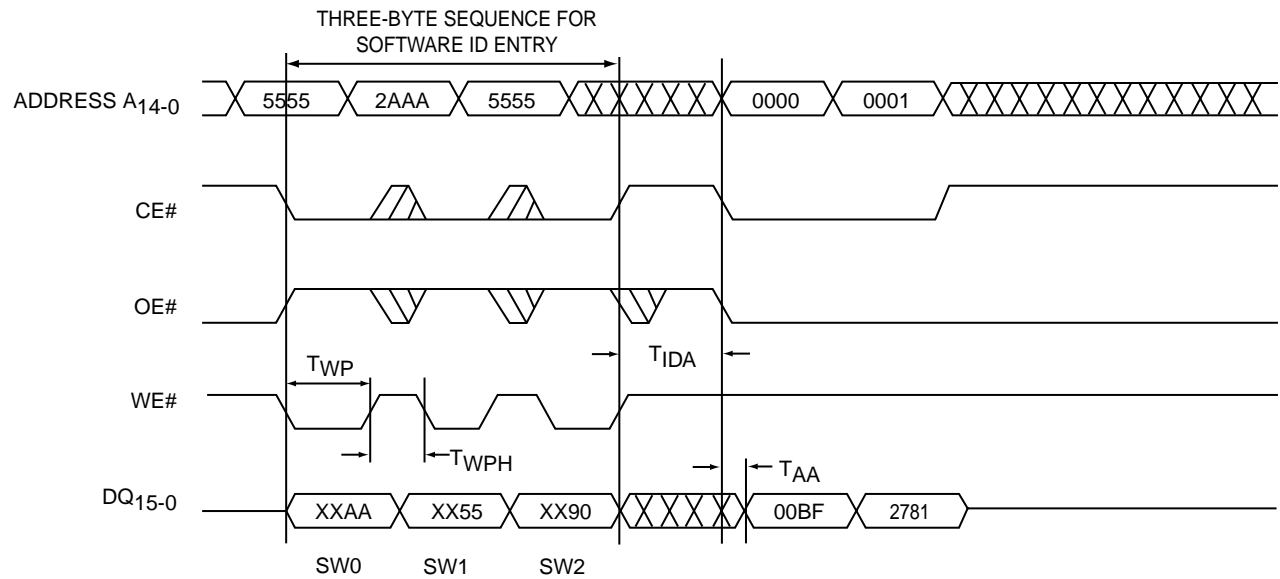 THREE-BYTE SEQUENCE FOR
SOFTWARE ID ENTRY
ADDRESS A14-0
5555 2AAA 5555 0000 0001
CE#
OE#
TWP TIDA
WE#
TWPH TAA
DQ15-0
XXAA XX55 XX90 00BF 2781
SW0 SW1 SW2